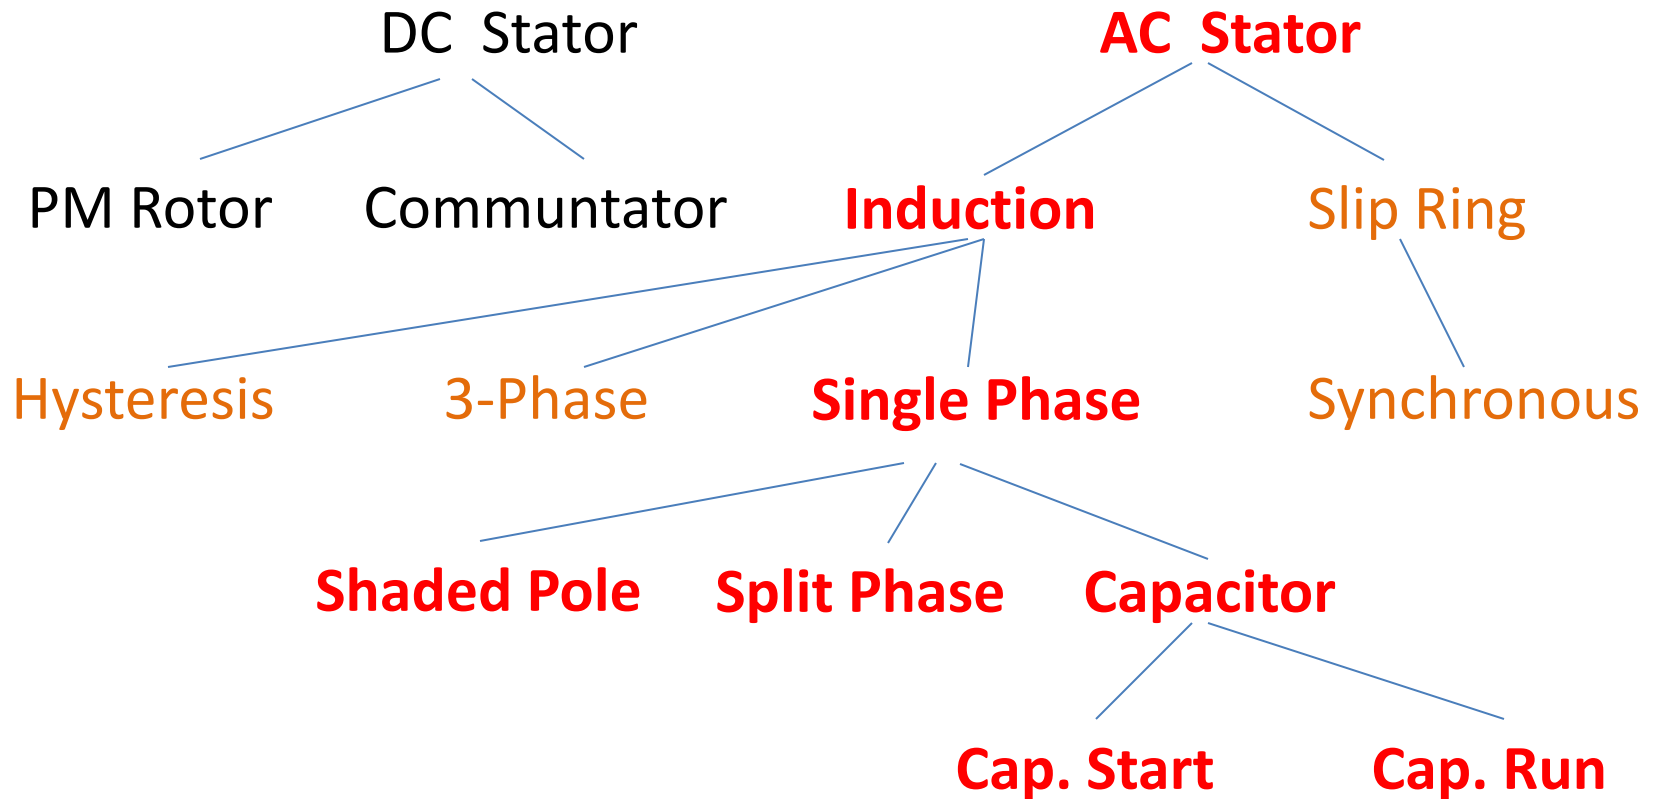 DC Stator
AC Stator
PM Rotor
Communtator
Induction
Slip Ring
Hysteresis
3-Phase
Single Phase
Synchronous
Shaded Pole
Split Phase
Capacitor
Cap. Start
Cap. Run